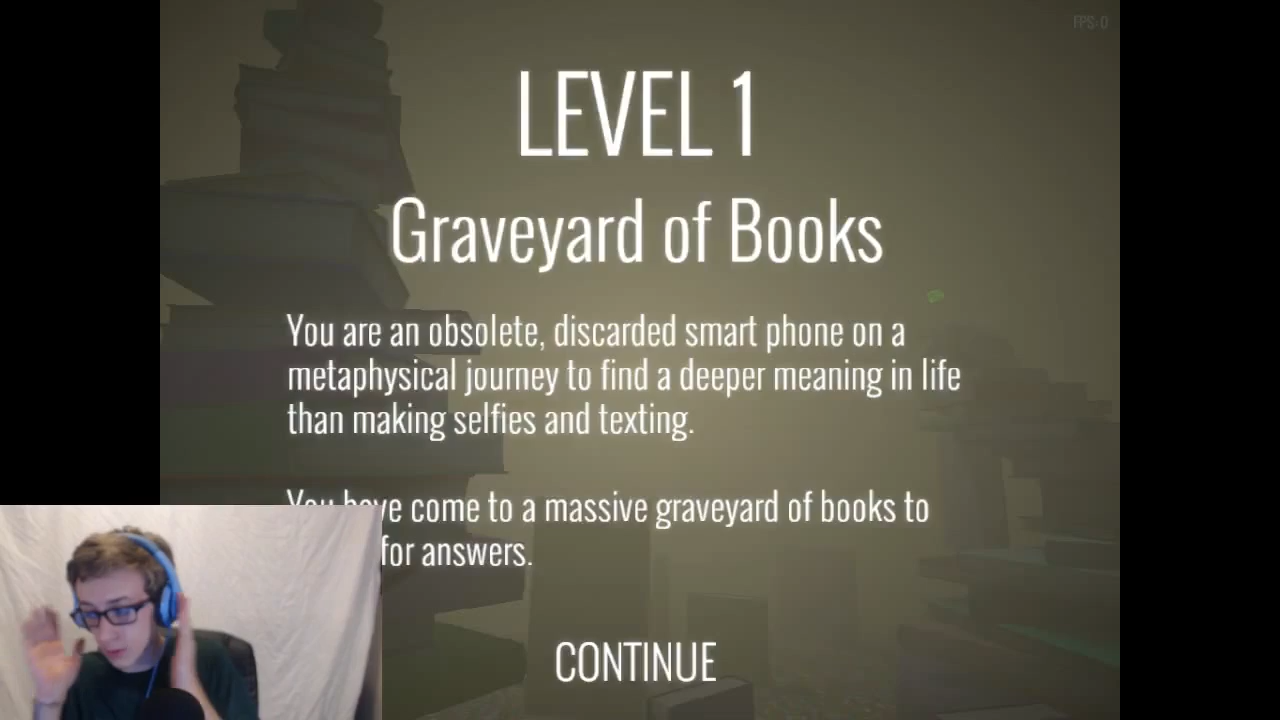 FPS: 0
LEVEL 1
Graveyard of Books
You are an obsolete, discarded smart phone on a
metaphysical journey to find a deeper meaning in life
than making selfies and texting.
You have come to a massive graveyard of books to
for answers.
CONTINUE